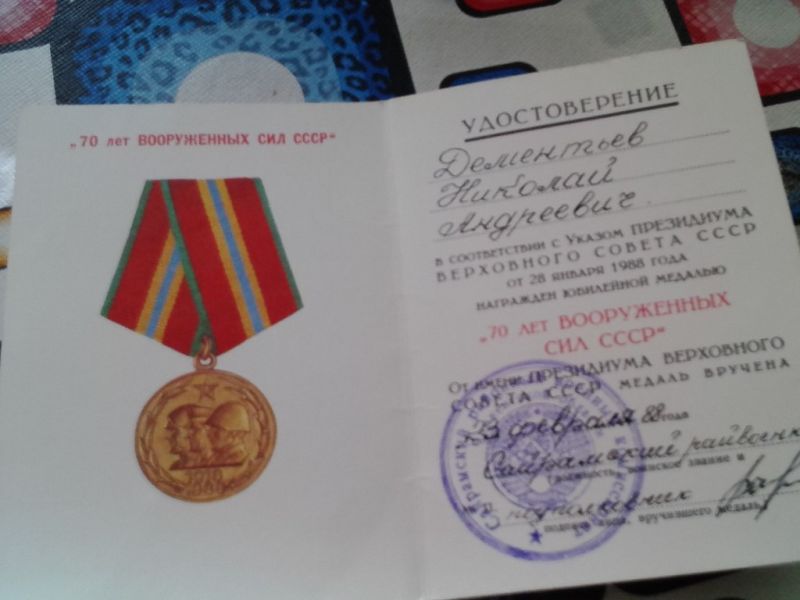 „70 лет ВООРУЖЕННЫХ СИЛ СССР“
УДОСТОВЕРЕНИЕ
Дементьев
Николай
Андреевич
В СООТВЕТСТВИИ С УКАЗОМ ПРЕЗИДИУМА
ВЕРХОВНОГО СОВЕТА СССР
ОТ 28 ЯНВАРЯ 1988 ГОДА
НАГРАЖДЕН ЮБИЛЕЙНОЙ МЕДАЛЬЮ
„70 ЛЕТ ВООРУЖЕННЫХ
СИЛ СССР“
ОТ ИМЕНИ ПРЕЗИДИУМА ВЕРХОВНОГО
СОВЕТА СССР МЕДАЛЬ ВРУЧЕНА
23 февраля 88 года
Сайрамский райвоенком
(должность, воинское звание и
подпись лица, вручившего медаль)